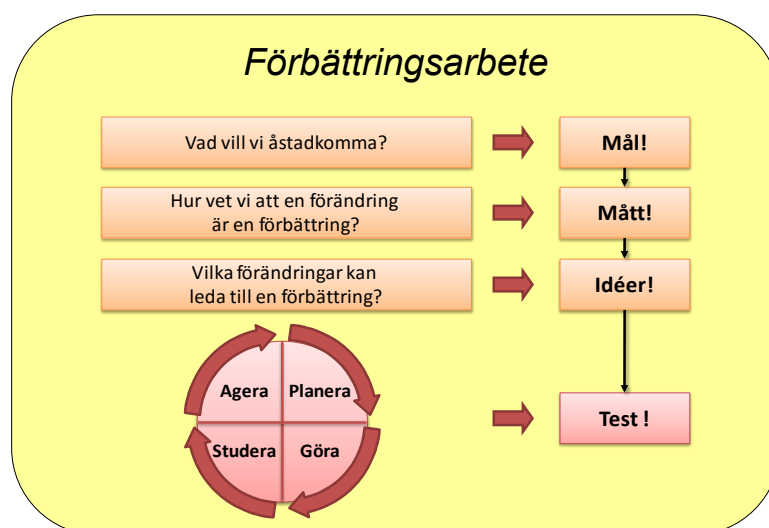 Förbättringsarbete
Vad vill vi åstadkomma?
Mål!
Hur vet vi att en förändring
är en förbättring?
Mått!
Vilka förändringar kan
leda till en förbättring?
Idéer!
Agera
Planera
Studera
Göra
Test !